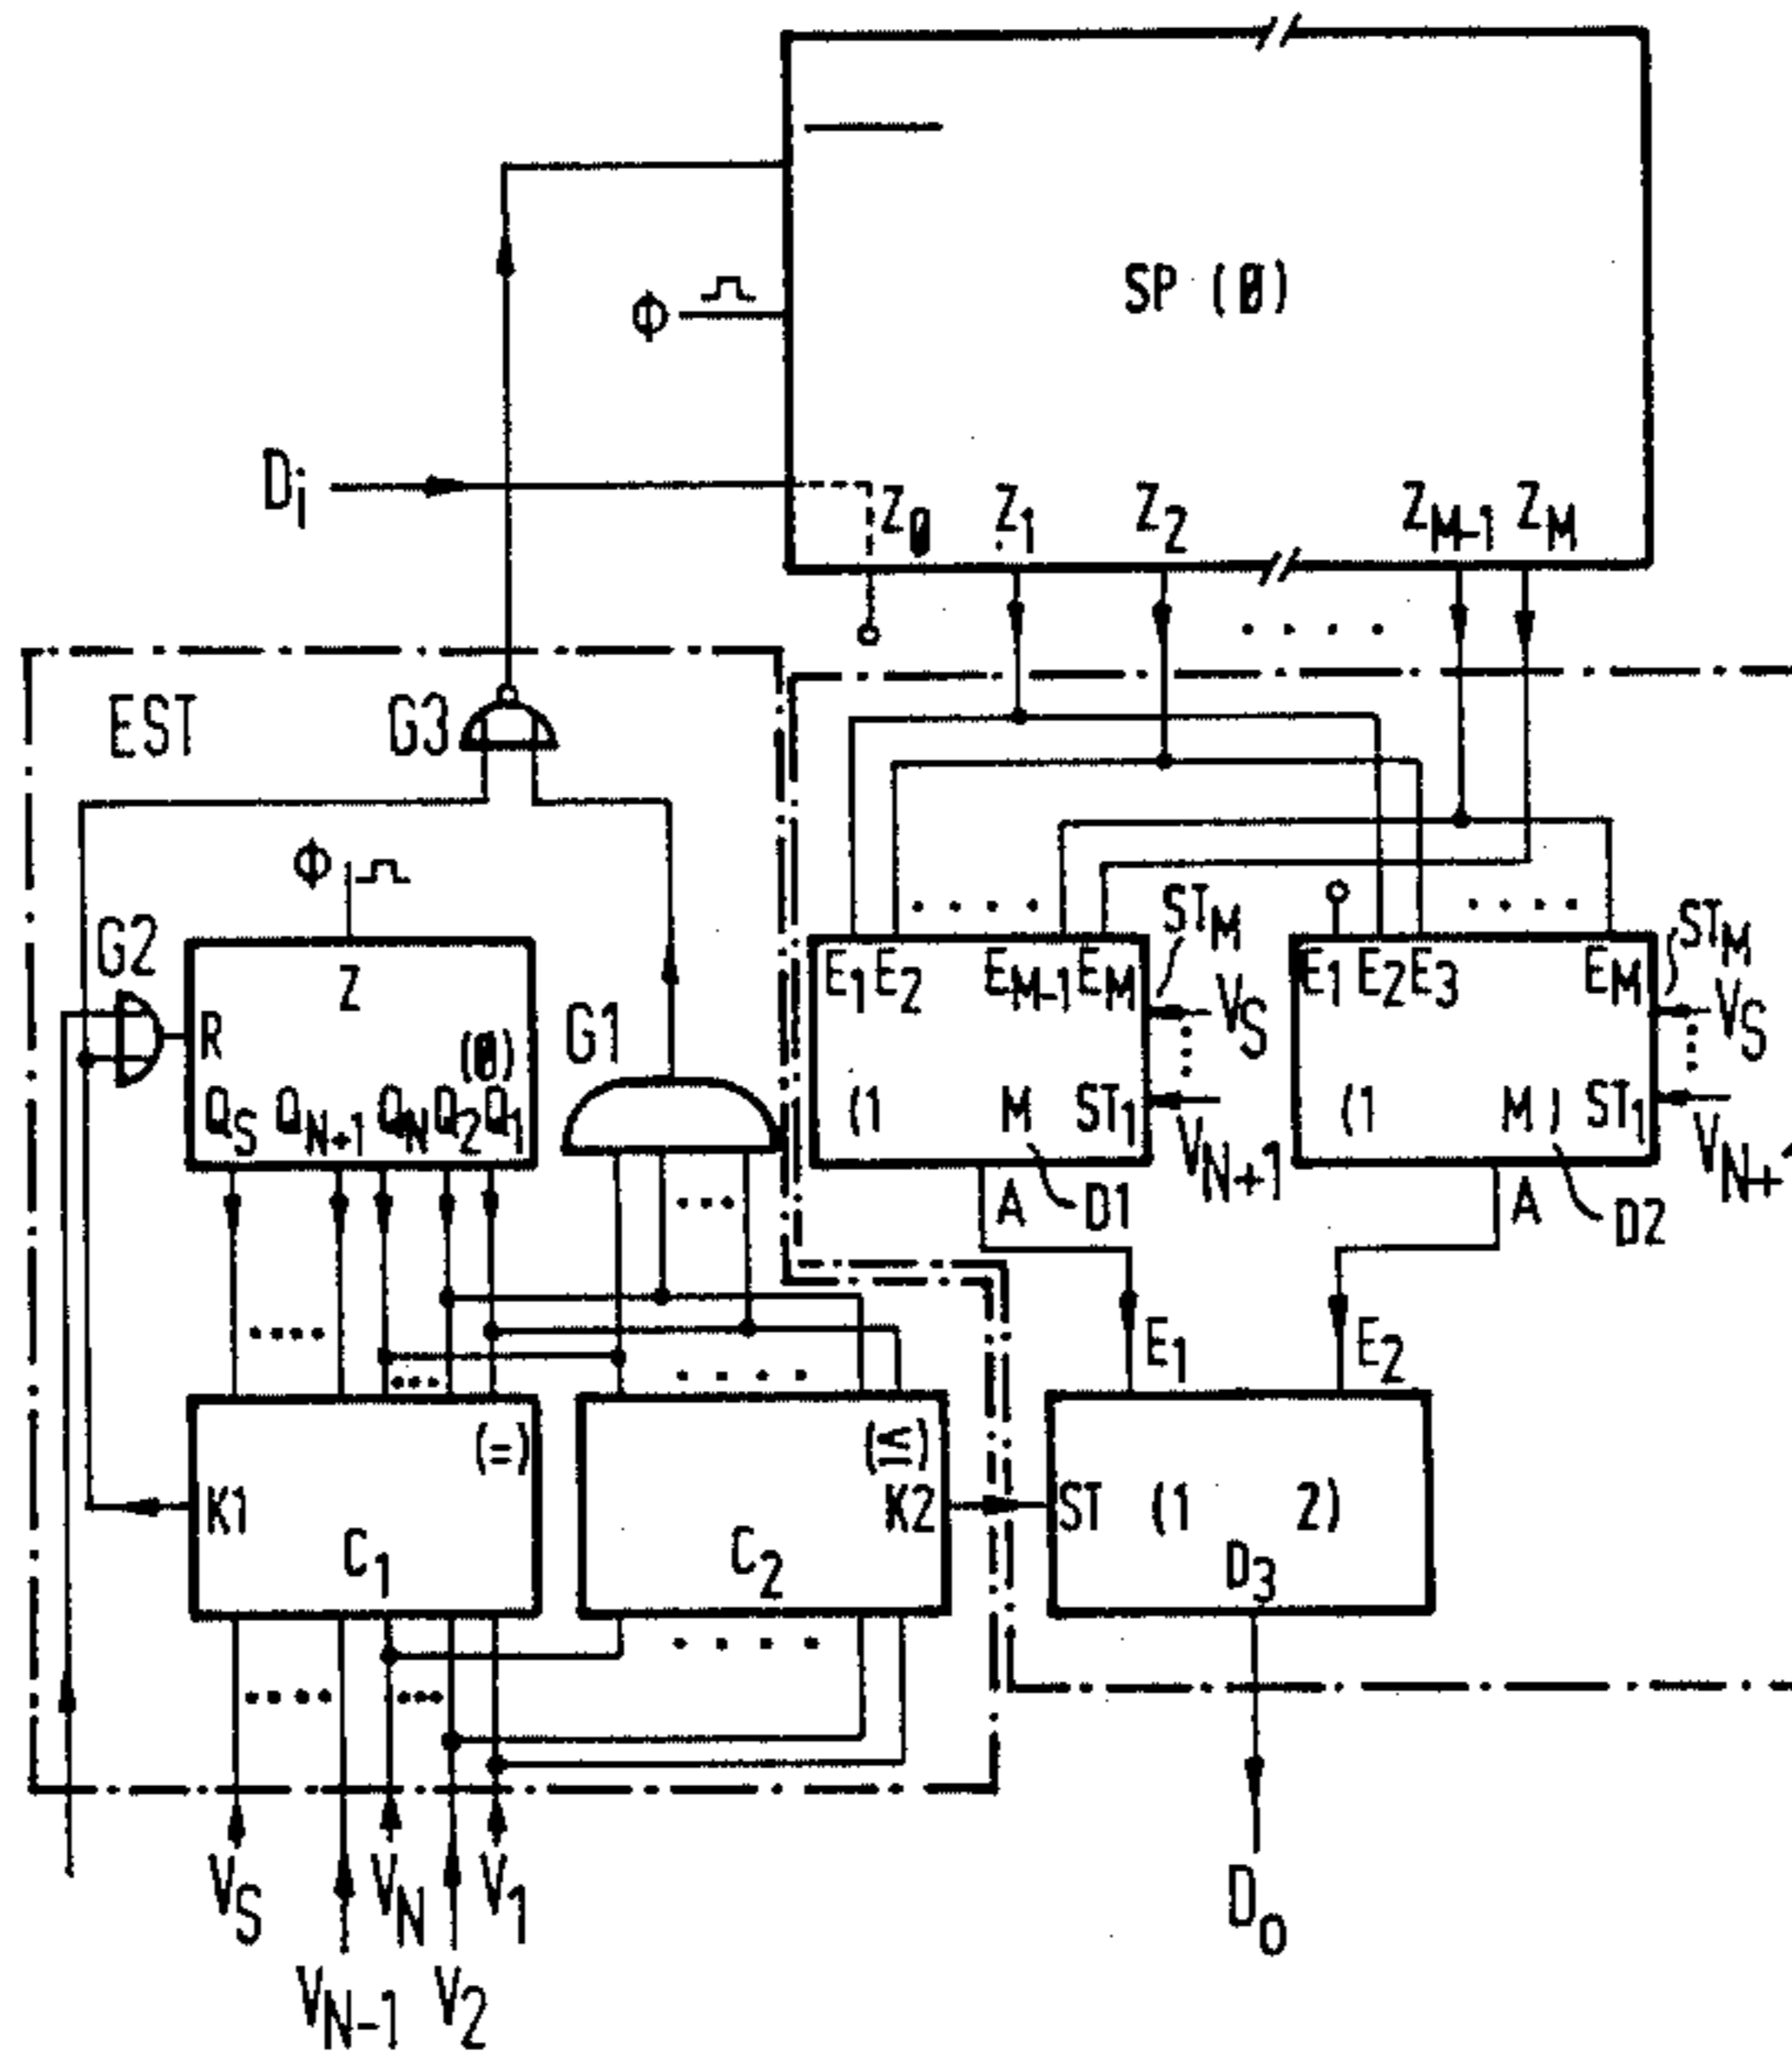 SP (0)
Φ
Di
Z0 Z1 Z2 ZM-1 ZM
EST
G3
Φ
G2
Z
R
(0)
QS QN+1 QN Q2 Q1
G1
E1 E2 EM-1 EM
STM
VS
(1 M ST1
VN+1
A D1
E1 E2 E3 EM
STM
VS
(1 M) ST1
VN+1
A D2
E1 E2
(=)
K1
C1
(≤)
K2
C2
ST (1 2)
D3
VS VN V1
VN-1 V2
Do